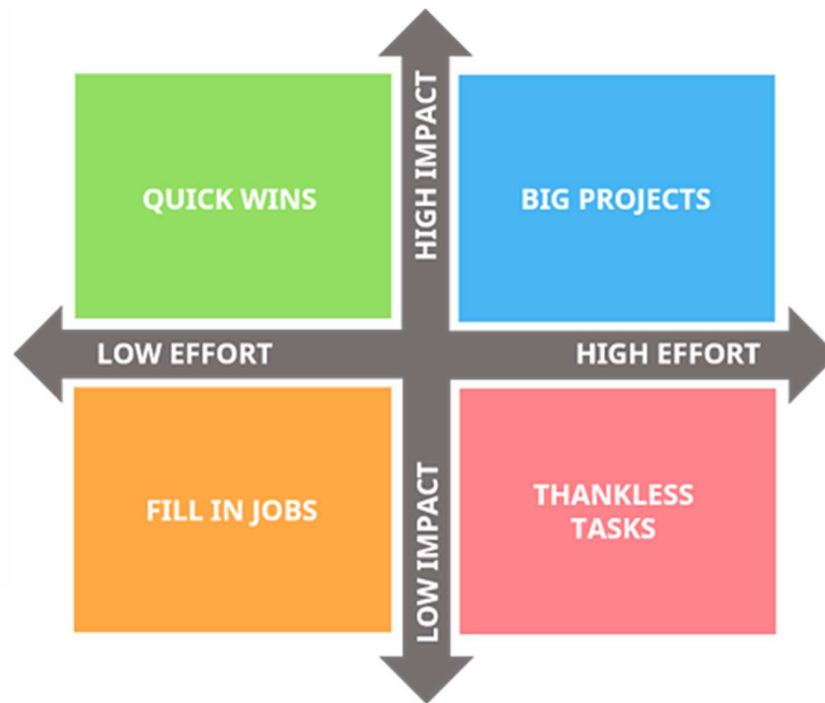 HIGH IMPACT
QUICK WINS
BIG PROJECTS
LOW EFFORT
HIGH EFFORT
FILL IN JOBS
THANKLESS
TASKS
LOW IMPACT